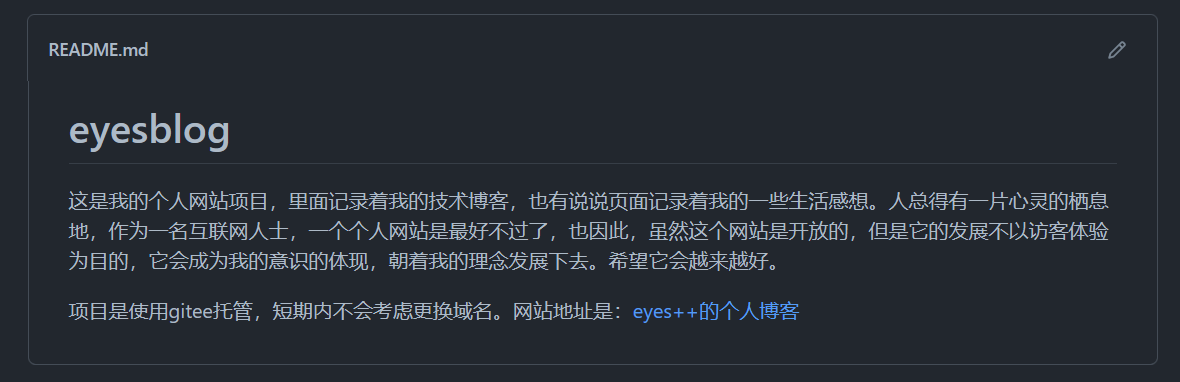 README.md
eyesblog
这是我的个人网站项目，里面记录着我的技术博客，也有说说页面记录着我的一些生活感想。人总得有一片心灵的栖息
地，作为一名互联网人士，一个个人网站是最好不过了，也因此，虽然这个网站是开放的，但是它的发展不以访客体验
为目的，它会成为我的意识的体现，朝着我的理念发展下去。希望它会越来越好。
项目是使用gitee托管，短期内不会考虑更换域名。网站地址是：eyes++的个人博客